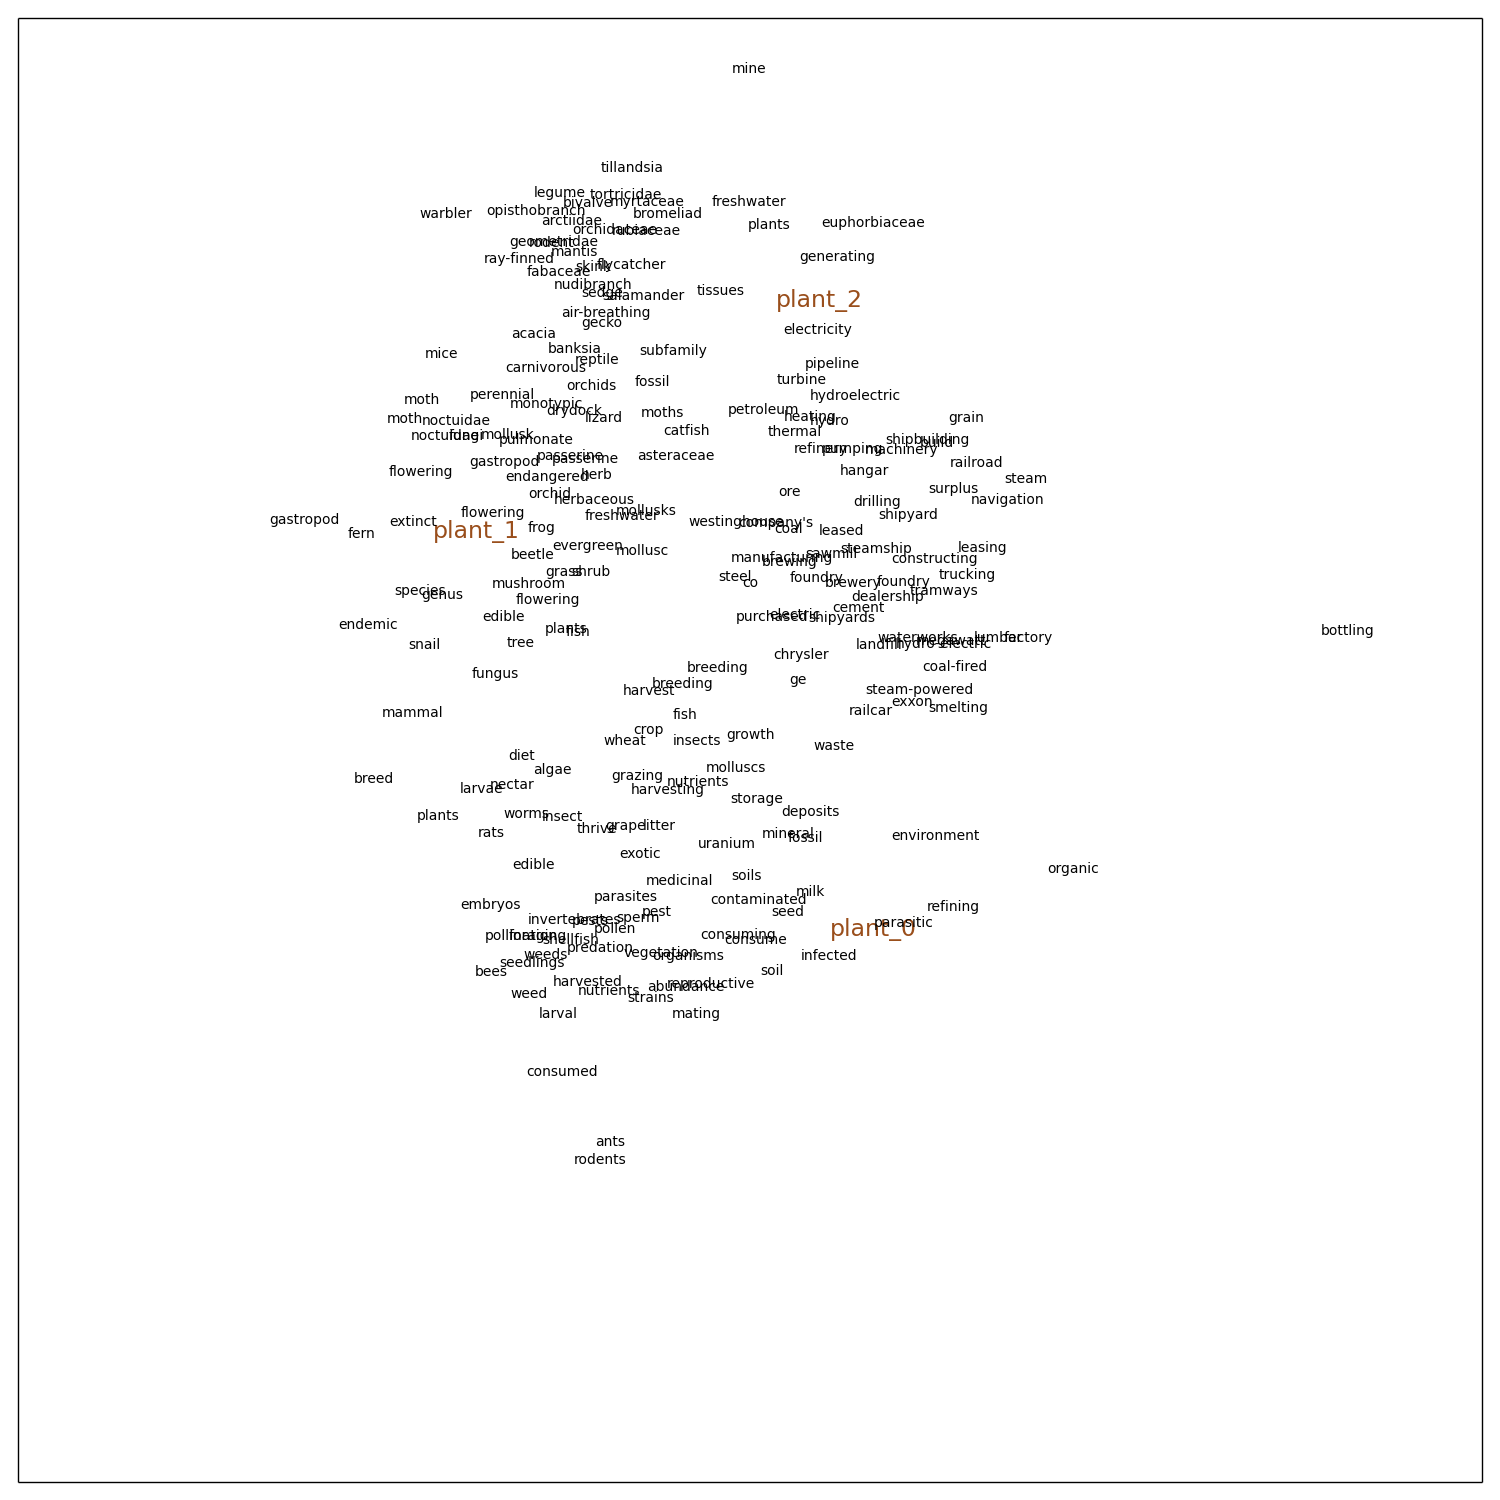 mine
tillandsia
legume
tortricidae
bivalve
myrtaceae
freshwater
warbler
opisthobranch
bromeliad
arctiidae
plants
euphorbiaceae
orchidaceae
rubiaceae
geometridae
rodent
mantis
generating
ray-finned
skink
flycatcher
fabaceae
nudibranch
tissues
sedge
salamander
plant_2
air-breathing
gecko
electricity
acacia
banksia
subfamily
mice
reptile
pipeline
carnivorous
turbine
fossil
orchids
perennial
hydroelectric
moth
monotypic
drydock
petroleum
moths
moth
noctuidae
lizard
heating
hydro
grain
catfish
thermal
noctuidae
fungi
mollusk
pulmonate
shipbuilding
build
refinery
pumping
machinery
passerine
passerine
asteraceae
gastropod
railroad
flowering
endangered
herb
hangar
steam
orchid
ore
surplus
herbaceous
drilling
navigation
flowering
mollusks
freshwater
shipyard
gastropod
extinct
westinghouse
company's
coal
leased
fern
plant_1
frog
evergreen
mollusc
beetle
steamship
leasing
sawmill
manufacturing
brewing
constructing
grass
shrub
steel
co
foundry
trucking
mushroom
brewery
foundry
species
genus
tramways
dealership
flowering
cement
edible
purchased
electric
shipyards
endemic
plants
fish
bottling
snail
tree
waterworks
megawatt
lumber
factory
landfill
hydro-electric
chrysler
breeding
coal-fired
fungus
breeding
ge
harvest
steam-powered
exxon
mammal
fish
railcar
smelting
crop
growth
wheat
insects
waste
diet
algae
molluscs
breed
grazing
nutrients
larvae
nectar
harvesting
storage
plants
worms
insect
deposits
rats
thrive
grape
litter
mineral
fossil
environment
uranium
exotic
edible
organic
soils
medicinal
milk
parasites
contaminated
embryos
refining
pest
seed
invertebrates
pests
sperm
parasitic
plant_0
pollen
pollinating
foraging
shellfish
consuming
consume
predation
weeds
vegetation
organisms
infected
seedlings
bees
soil
harvested
reproductive
abundance
nutrients
weed
strains
larval
mating
consumed
ants
rodents